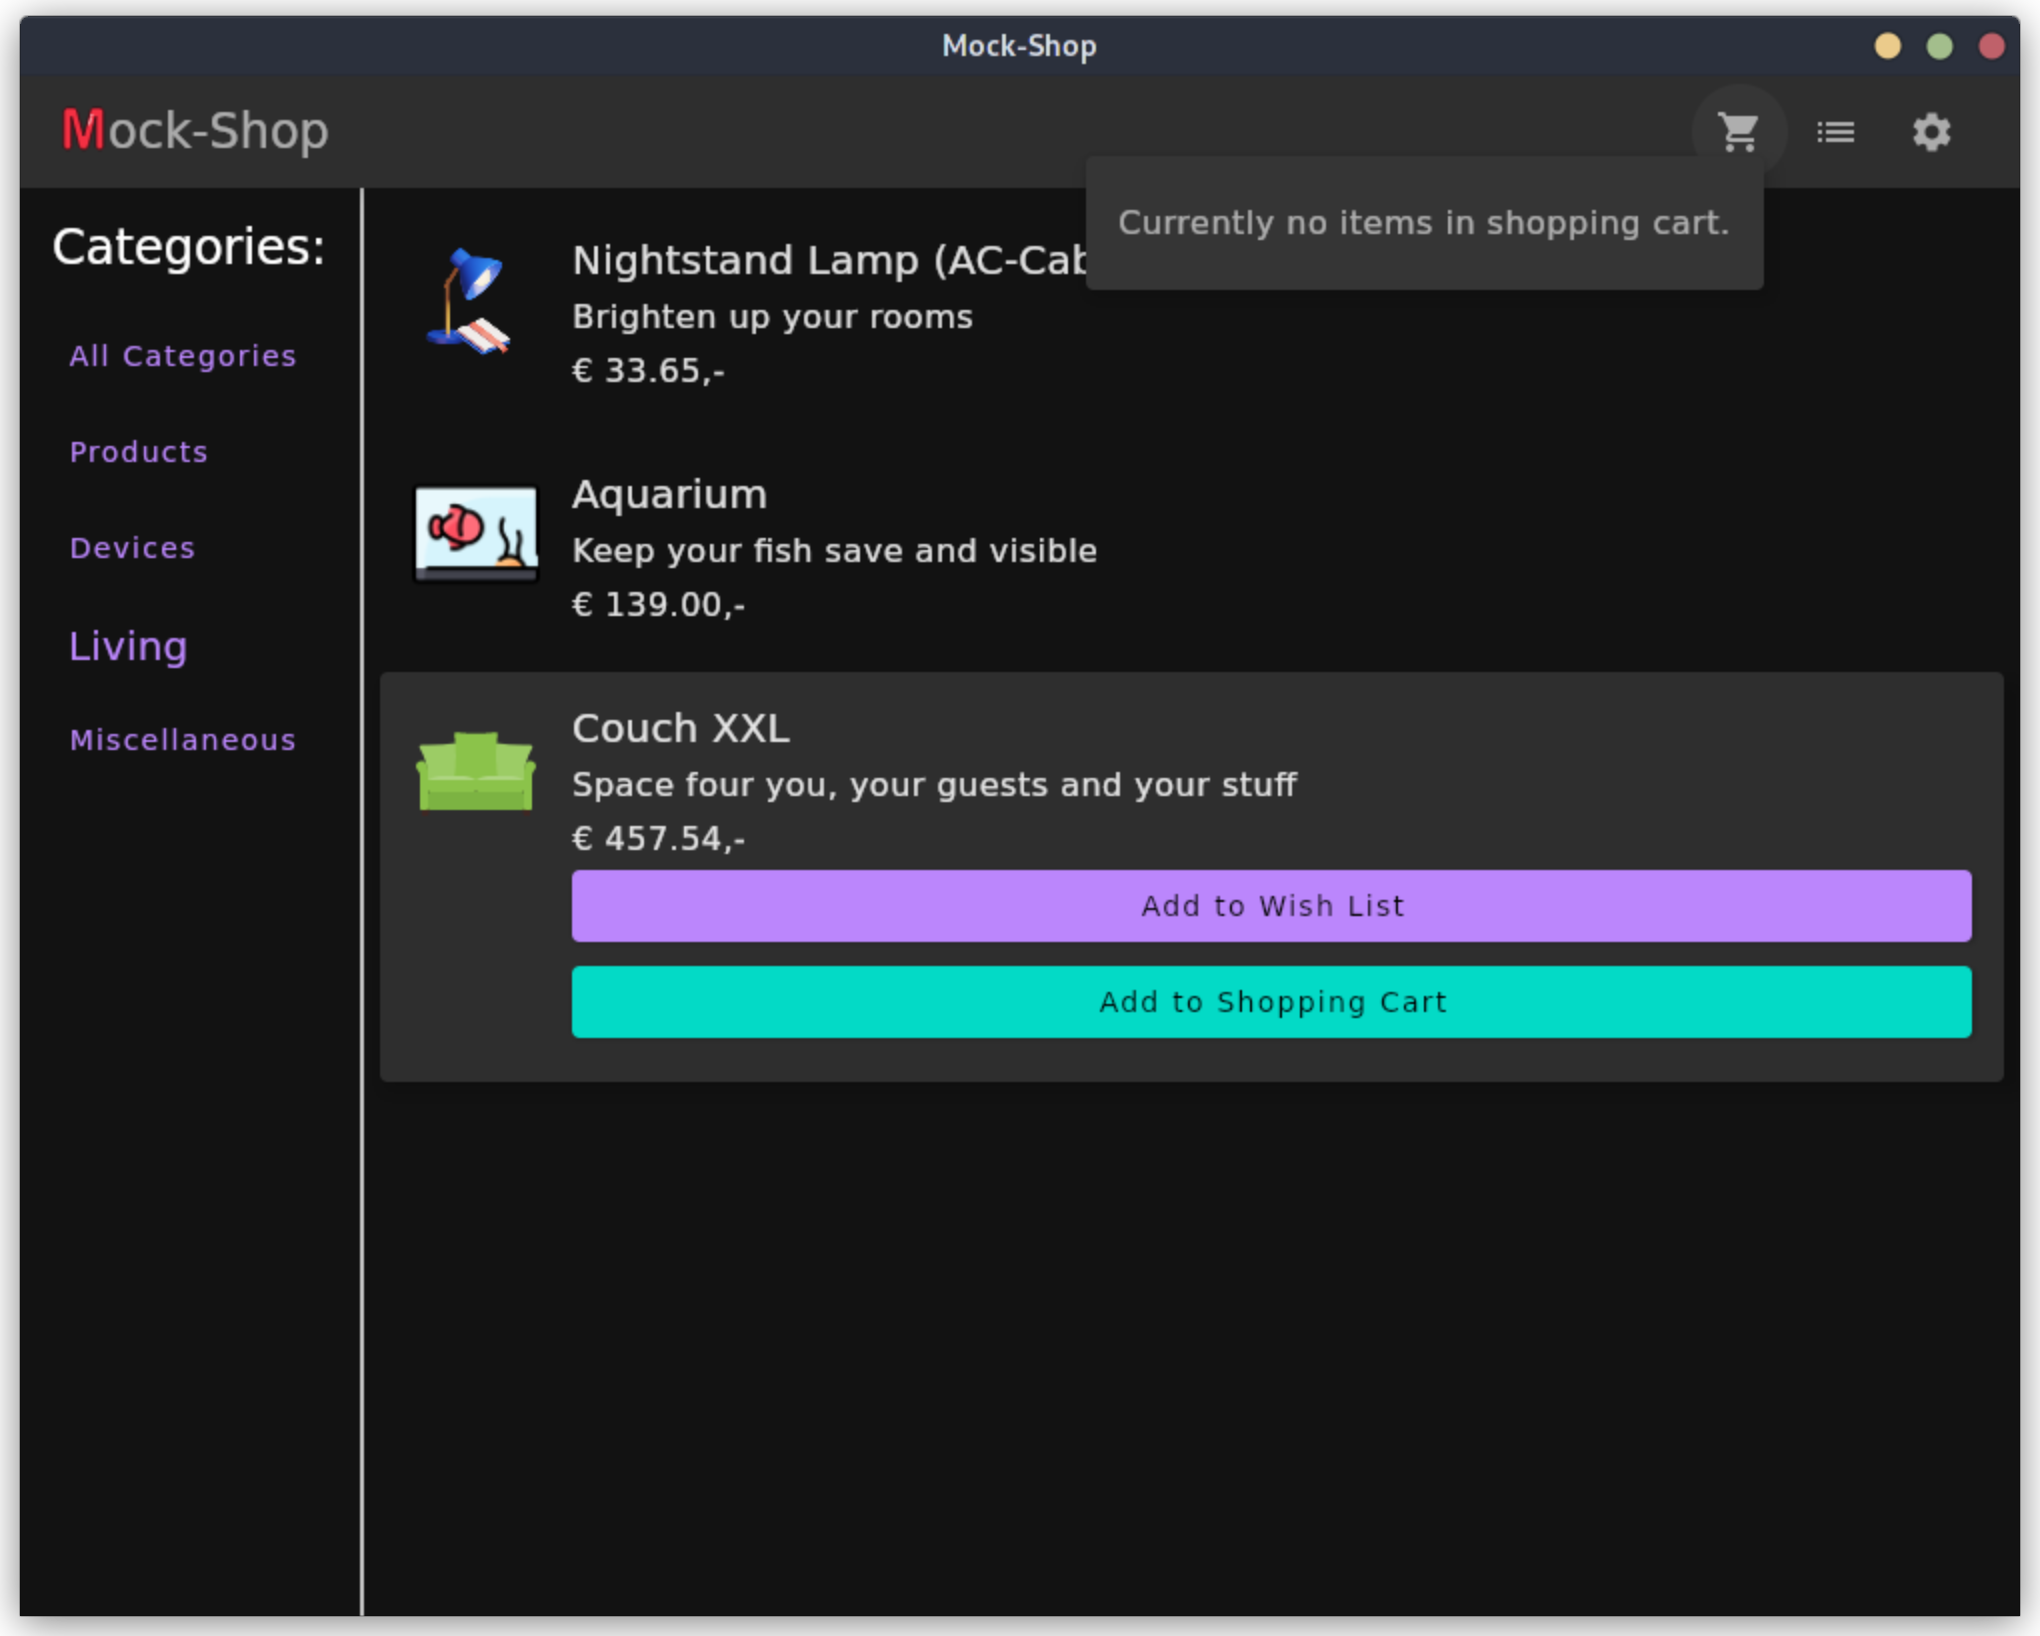 Mock-Shop
Mock-Shop
Currently no items in shopping cart.
Categories:
All Categories
Products
Devices
Living
Miscellaneous
Nightstand Lamp (AC-Cab
Brighten up your rooms
€ 33.65,-
Aquarium
Keep your fish save and visible
€ 139.00,-
Couch XXL
Space four you, your guests and your stuff
€ 457.54,-
Add to Wish List
Add to Shopping Cart